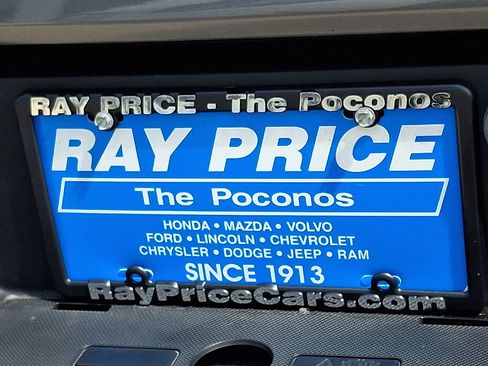 RAY PRICE - The Poconos
RAY PRICE
The Poconos
HONDA • MAZDA • VOLVO
FORD • LINCOLN • CHEVROLET
CHRYSLER • DODGE • JEEP • RAM
SINCE 1913
RayPriceCars.com